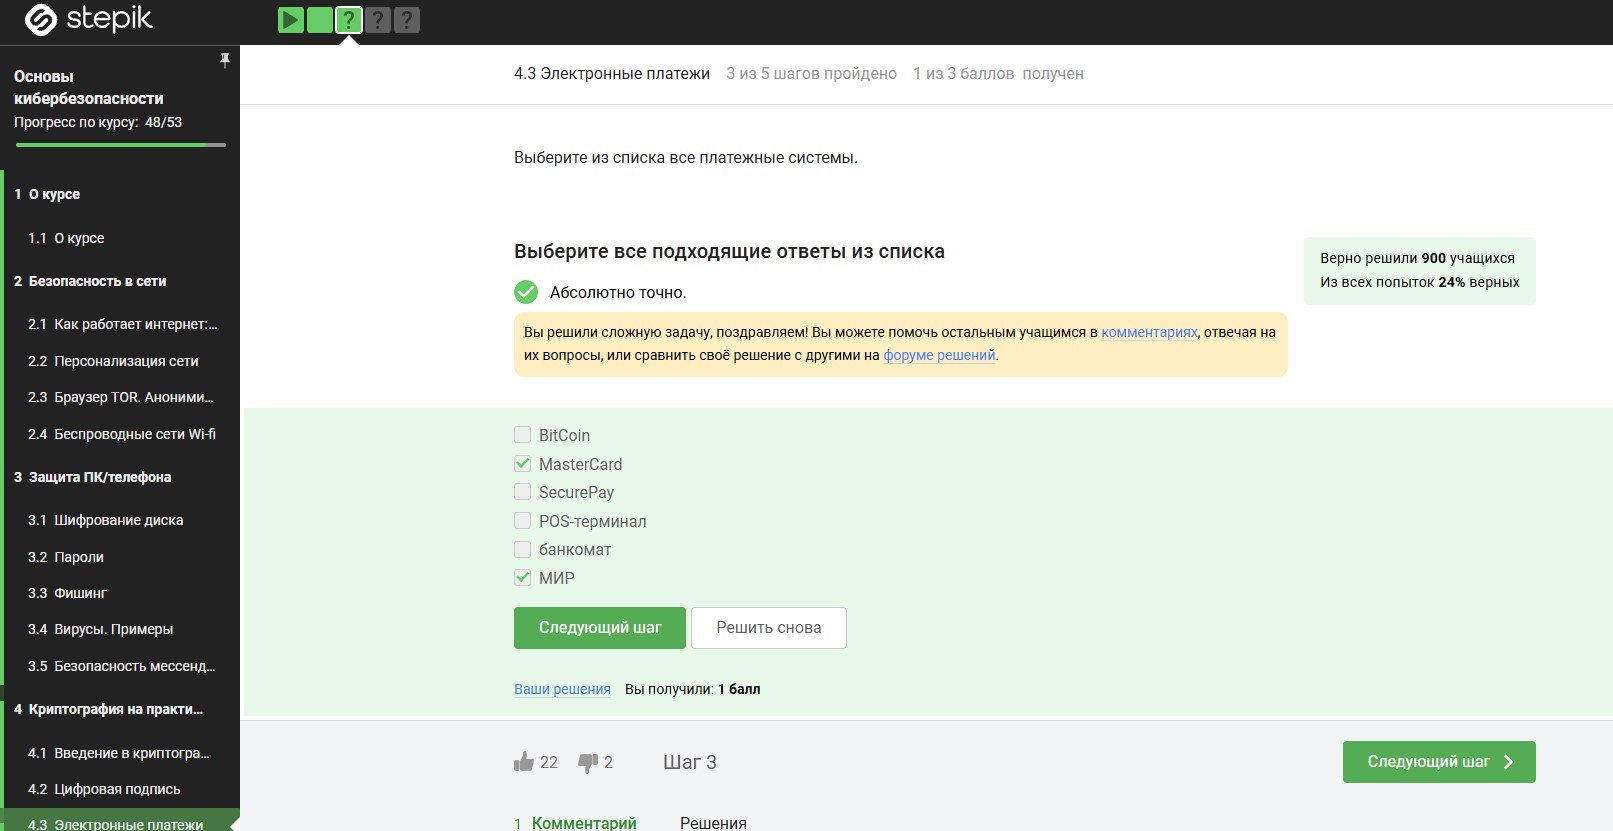 stepik
? ? ?
Основы
кибербезопасности
Прогресс по курсу: 48/53
1 О курсе
1.1 О курсе
2 Безопасность в сети
2.1 Как работает интернет:...
2.2 Персонализация сети
2.3 Браузер TOR. Аноними...
2.4 Беспроводные сети Wi-fi
3 Защита ПК/телефона
3.1 Шифрование диска
3.2 Пароли
3.3 Фишинг
3.4 Вирусы. Примеры
3.5 Безопасность мессенд...
4 Криптография на практи...
4.1 Введение в криптогра...
4.2 Цифровая подпись
4.3 Электронные платежи
4.3 Электронные платежи 3 из 5 шагов пройдено 1 из 3 баллов получен
Выберите из списка все платежные системы.
Выберите все подходящие ответы из списка
Верно решили 900 учащихся
Из всех попыток 24% верных
Абсолютно точно.
Вы решили сложную задачу, поздравляем! Вы можете помочь остальным учащимся в комментариях, отвечая на
их вопросы, или сравнить своё решение с другими на форуме решений.
BitCoin
MasterCard
SecurePay
POS-терминал
банкомат
МИР
Следующий шаг Решить снова
Ваши решения Вы получили: 1 балл
22 2 Шаг 3 Следующий шаг
1 Комментарий Решения